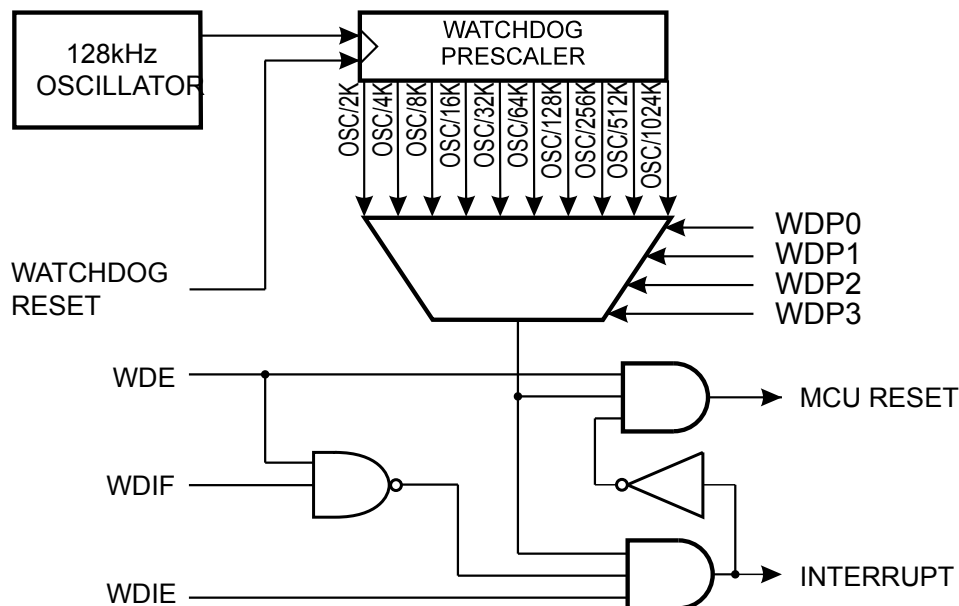 128kHz
OSCILLATOR
WATCHDOG
PRESCALER
OSC/2K
OSC/4K
OSC/8K
OSC/16K
OSC/32K
OSC/64K
OSC/128K
OSC/256K
OSC/512K
OSC/1024K
WDP0
WDP1
WDP2
WDP3
WATCHDOG
RESET
WDE
MCU RESET
WDIF
INTERRUPT
WDIE